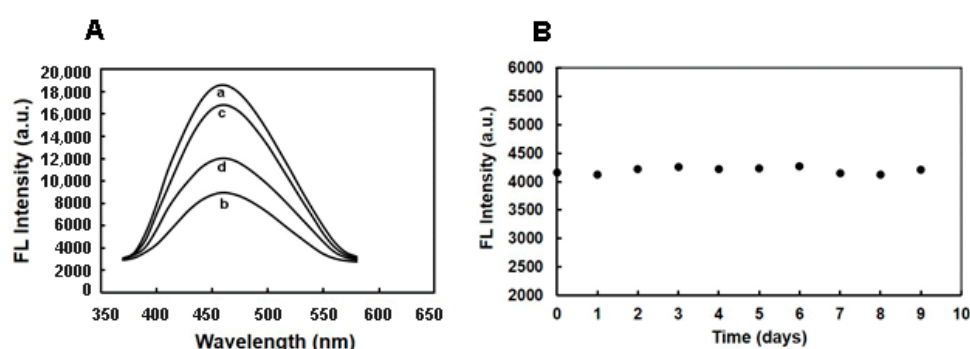 A
20,000
18,000
16,000
14,000
12,000
10,000
8000
6000
4000
2000
0
FL Intensity (a.u.)
a
c
d
b
350 400 450 500 550 600 650
Wavelength (nm)
B
6000
5500
5000
4500
4000
3500
3000
2500
2000
FL Intensity (a.u.)
0 1 2 3 4 5 6 7 8 9 10
Time (days)